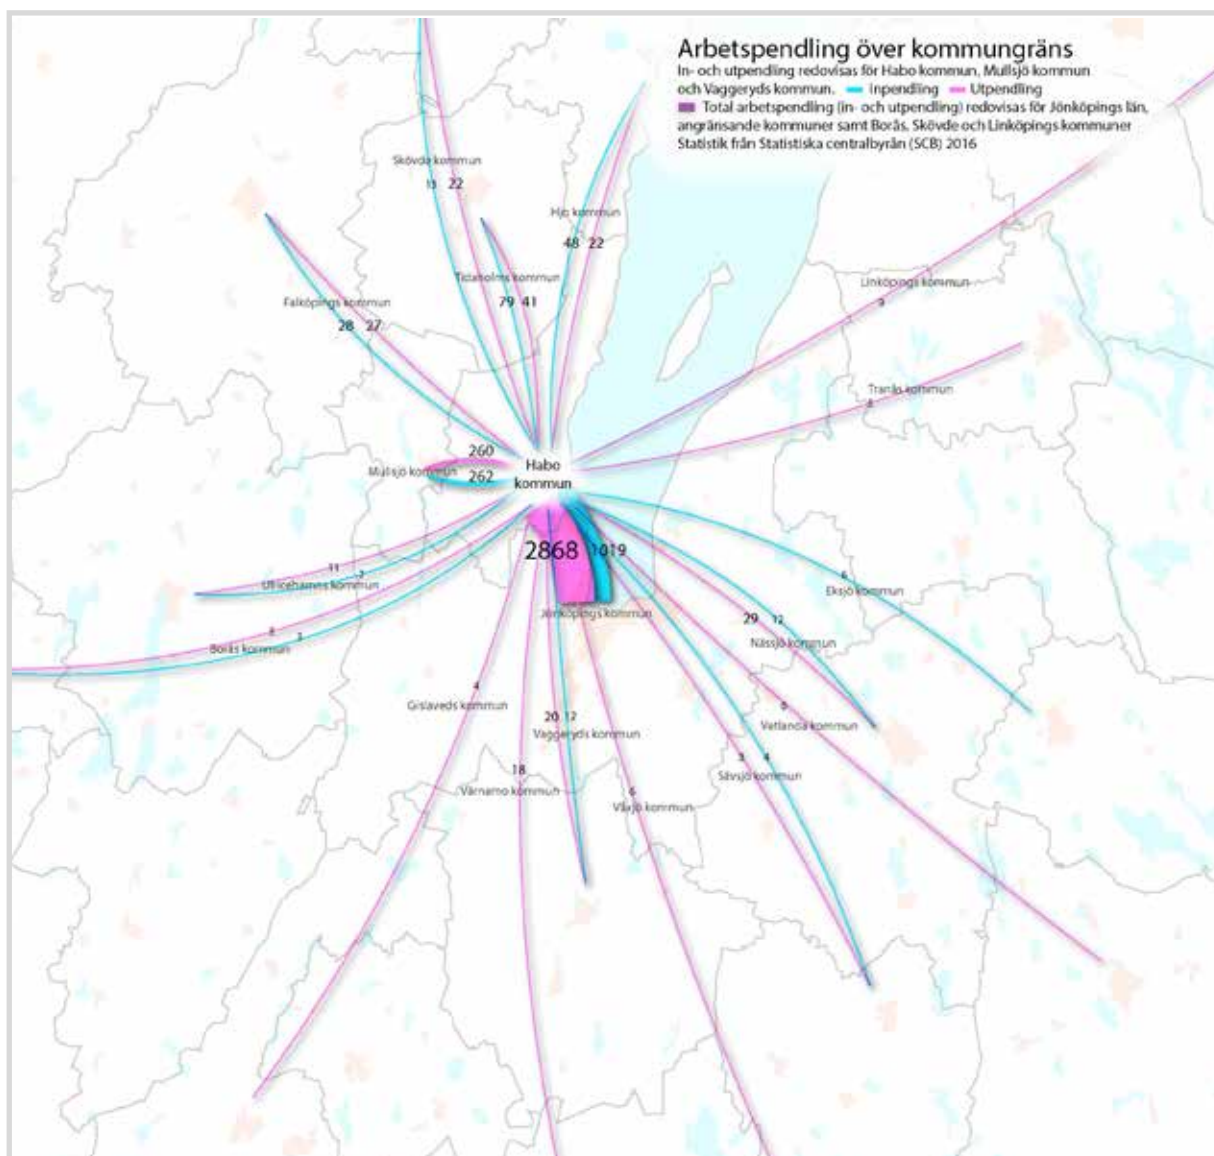 Arbetspendling över kommungräns
In- och utpendling redovisas för Habo kommun, Mullsjö kommun
och Vaggeryds kommun. Inpendling Utpendling
Total arbetspendling (in- och utpendling) redovisas för Jönköpings län,
angränsande kommuner samt Borås, Skövde och Linköpings kommuner
Statistik från Statistiska centralbyrån (SCB) 2016
Skövde kommun
22
Hjo kommun
48 22
Tidaholms kommun
79 41
Linköpings kommun
Falköpings kommun
28 27
Tranås kommun
260
Mullsjö kommun
262
Habo
kommun
2868 1019
Jönköpings kommun
11
Ulricehamns kommun
6
Eksjö kommun
29 12
Nässjö kommun
3
Borås kommun
4
Gislaveds kommun
20 12
Vaggeryds kommun
Vetlanda kommun
3 4
Sävsjö kommun
18
Värnamo kommun
6
Växjö kommun